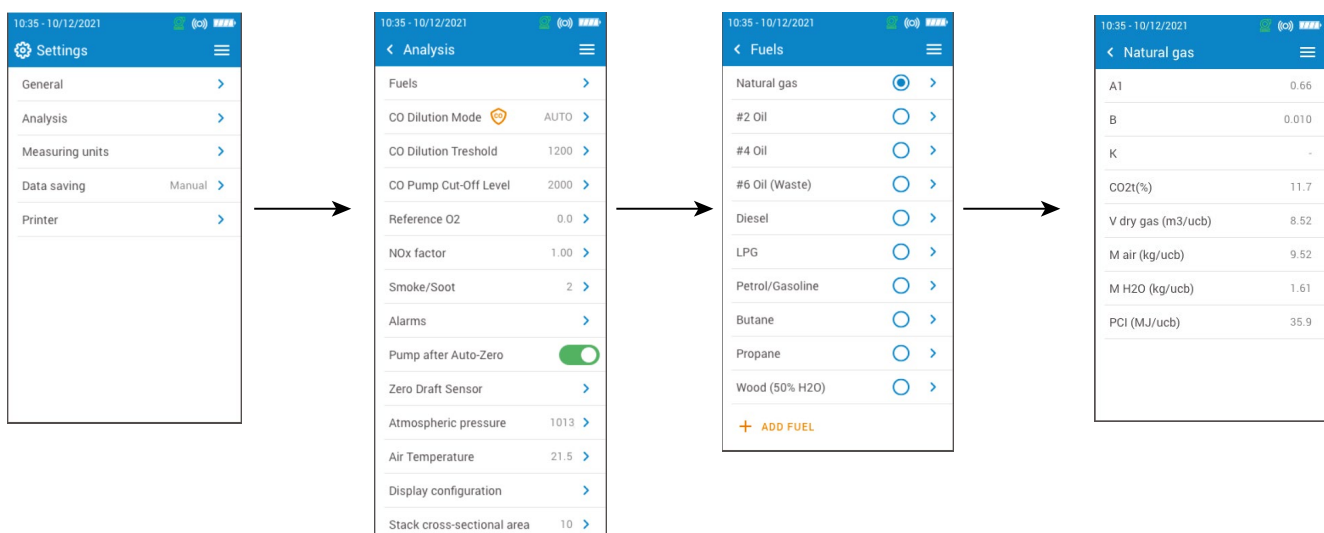 10:35 - 10/12/2021
Settings
General
Analysis
Measuring units
Data saving Manual
Printer
10:35 - 10/12/2021
Analysis
Fuels
CO Dilution Mode CO AUTO
CO Dilution Treshold 1200
CO Pump Cut-Off Level 2000
Reference O2 0.0
NOx factor 1.00
Smoke/Soot 2
Alarms
Pump after Auto-Zero
Zero Draft Sensor
Atmospheric pressure 1013
Air Temperature 21.5
Display configuration
Stack cross-sectional area 10
10:35 - 10/12/2021
Fuels
Natural gas
#2 Oil
#4 Oil
#6 Oil (Waste)
Diesel
LPG
Petrol/Gasoline
Butane
Propane
Wood (50% H2O)
+ ADD FUEL
10:35 - 10/12/2021
Natural gas
A1 0.66
B 0.010
K -
CO2t(%) 11.7
V dry gas (m3/ucb) 8.52
M air (kg/ucb) 9.52
M H2O (kg/ucb) 1.61
PCI (MJ/ucb) 35.9